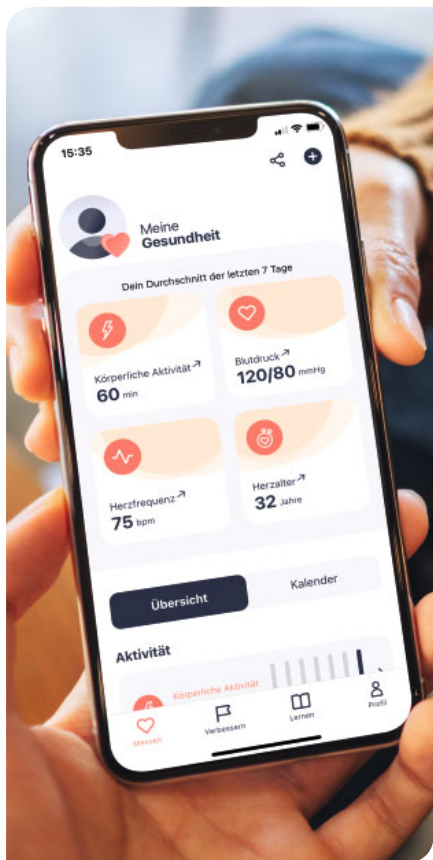 15:35
Meine
Gesundheit
Dein Durchschnitt der letzten 7 Tage
Körperliche Aktivität
60 min
Blutdruck
120/80 mmHg
Herzfrequenz
75 bpm
Herzalter
32 Jahre
Übersicht
Kalender
Aktivität
Körperliche Aktivität
Messen
Verbessern
Lernen
Profil